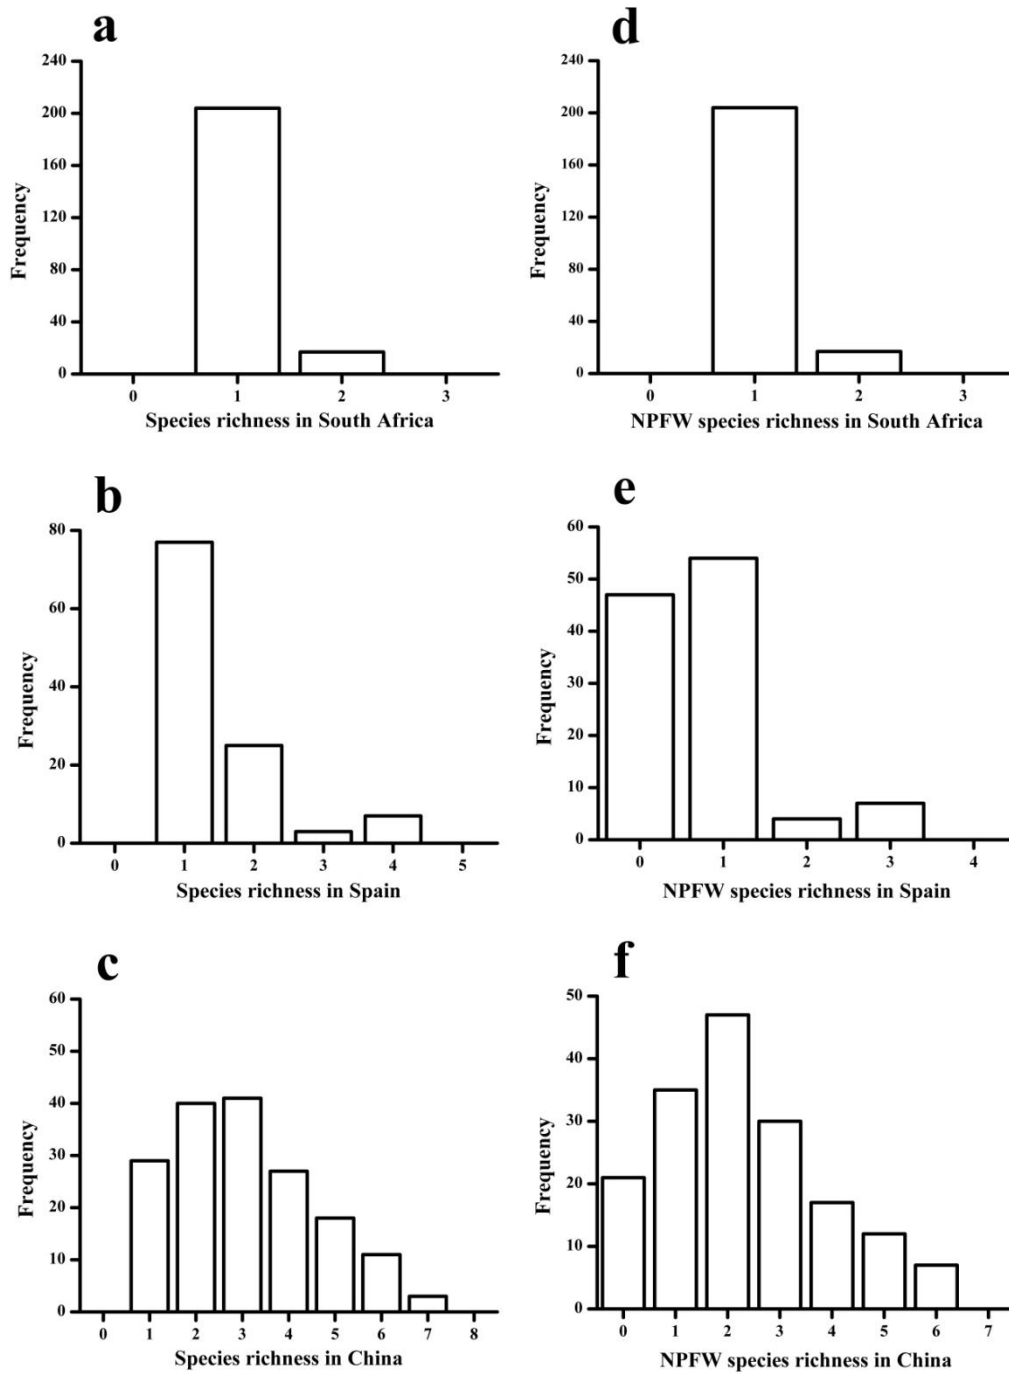 a
240
200
160
120
80
40
0
Frequency
0 1 2 3
Species richness in South Africa
d
240
200
160
120
80
40
0
Frequency
0 1 2 3
NPFW species richness in South Africa
b
80
60
40
20
0
Frequency
0 1 2 3 4 5
Species richness in Spain
e
60
50
40
30
20
10
0
Frequency
0 1 2 3 4
NPFW species richness in Spain
c
60
50
40
30
20
10
0
Frequency
0 1 2 3 4 5 6 7 8
Species richness in China
f
50
40
30
20
10
0
Frequency
0 1 2 3 4 5 6 7
NPFW species richness in China